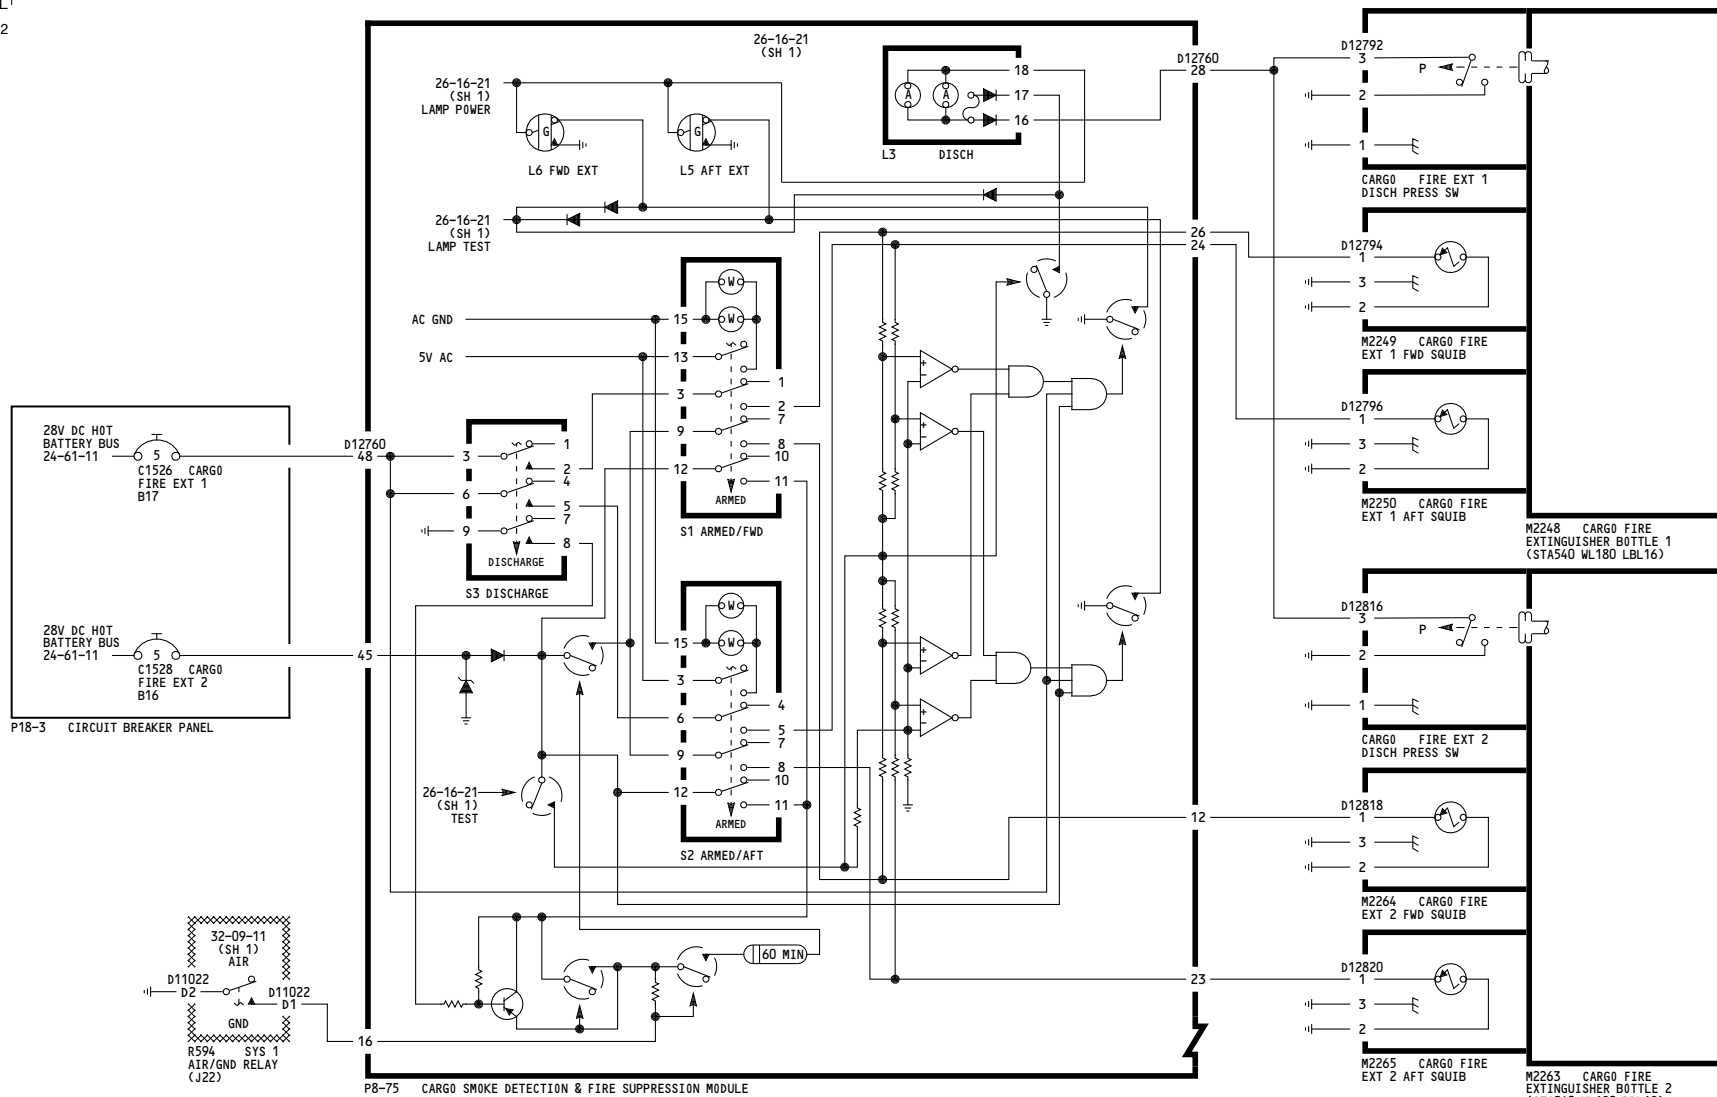 L1
2
26-16-21
(SH 1)
26-16-21
(SH 1)
LAMP POWER
G
L6 FWD EXT
G
L5 AFT EXT
A
A
18
17
16
L3 DISCH
D12760
28
26-16-21
(SH 1)
LAMP TEST
26
24
AC GND
5V AC
W
W
15
13
3
9
12
1
2
7
8
10
11
ARMED
S1 ARMED/FWD
28V DC HOT
BATTERY BUS
24-61-11
5
C1526 CARGO
FIRE EXT 1
B17
D12760
48
3
6
9
1
2
4
5
7
8
DISCHARGE
S3 DISCHARGE
28V DC HOT
BATTERY BUS
24-61-11
5
C1528 CARGO
FIRE EXT 2
B16
45
P18-3 CIRCUIT BREAKER PANEL
W
W
15
3
6
9
12
4
5
7
8
10
11
ARMED
S2 ARMED/AFT
26-16-21
(SH 1)
TEST
+
-
+
-
+
-
+
-
12
23
60 MIN
32-09-11
(SH 1)
AIR
D11022
D2
D11022
D1
GND
R594 SYS 1
AIR/GND RELAY
(J22)
16
P8-75 CARGO SMOKE DETECTION & FIRE SUPPRESSION MODULE
D12792
3
P
2
1
CARGO FIRE EXT 1
DISCH PRESS SW
D12794
1
3
2
M2249 CARGO FIRE
EXT 1 FWD SQUIB
D12796
1
3
2
M2250 CARGO FIRE
EXT 1 AFT SQUIB
M2248 CARGO FIRE
EXTINGUISHER BOTTLE 1
(STA540 WL180 LBL16)
D12816
3
P
2
1
CARGO FIRE EXT 2
DISCH PRESS SW
D12818
1
3
2
M2264 CARGO FIRE
EXT 2 FWD SQUIB
D12820
1
3
2
M2265 CARGO FIRE
EXT 2 AFT SQUIB
M2263 CARGO FIRE
EXTINGUISHER BOTTLE 2